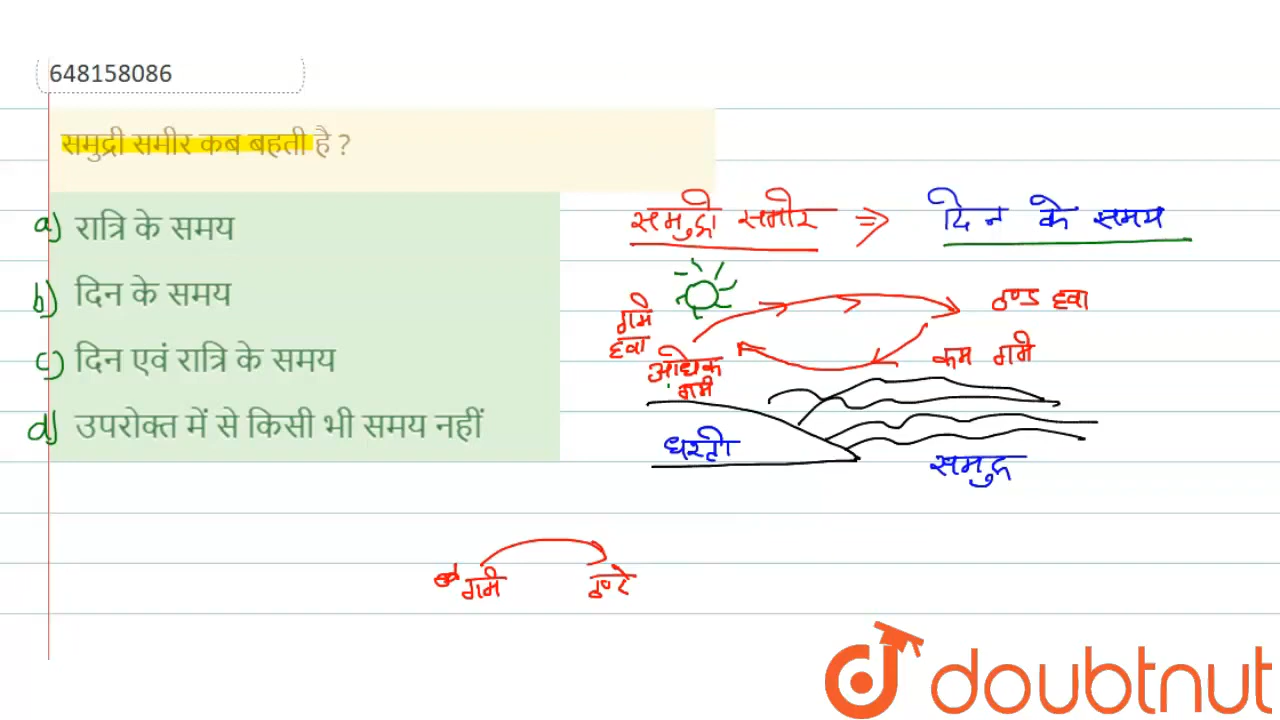 648158086
समुद्री समीर कब बहती है ?
a) रात्रि के समय
b) दिन के समय
c) दिन एवं रात्रि के समय
d) उपरोक्त में से किसी भी समय नहीं
समुद्री समीर ⇒ दिन के समय
गर्म हवा
ठण्ड हवा
अधिक गर्म
कम गर्म
धरती
समुद्र
गर्म
doubtnut